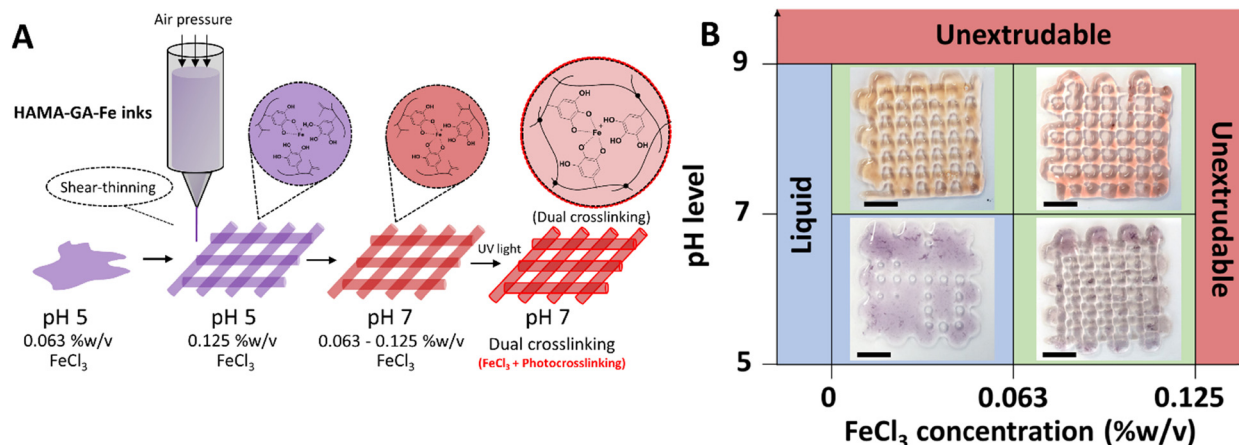 A
Air pressure
HAMA-GA-Fe inks
Shear-thinning
(Dual crosslinking)
UV light
pH 5
0.063 %w/v
FeCl₃
pH 5
0.125 %w/v
FeCl₃
pH 7
0.063 - 0.125 %w/v
FeCl₃
pH 7
Dual crosslinking
(FeCl₃ + Photocrosslinking)
B
Unextrudable
Unextrudable
Liquid
pH level
9
7
5
0
0.063
0.125
FeCl₃ concentration (%w/v)